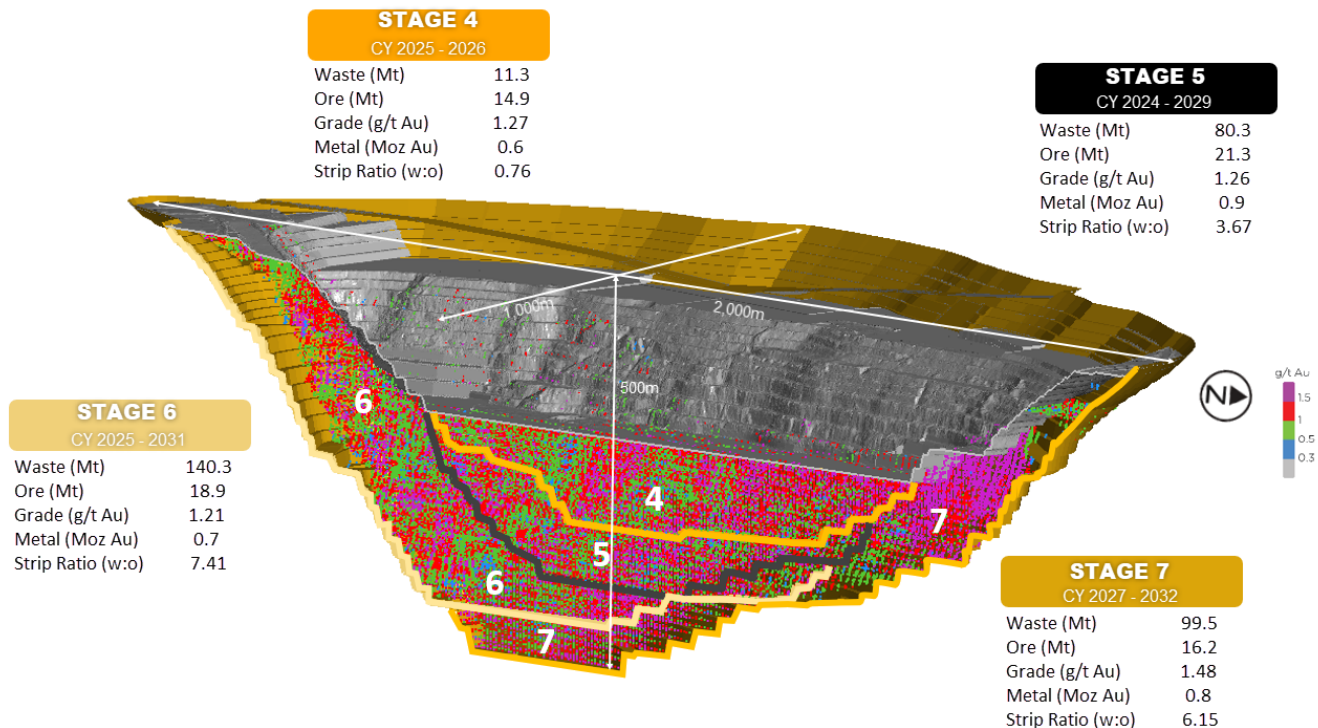 STAGE 4
CY 2025 - 2026
Waste (Mt) 11.3
Ore (Mt) 14.9
Grade (g/t Au) 1.27
Metal (Moz Au) 0.6
Strip Ratio (w:o) 0.76
STAGE 5
CY 2024 - 2029
Waste (Mt) 80.3
Ore (Mt) 21.3
Grade (g/t Au) 1.26
Metal (Moz Au) 0.9
Strip Ratio (w:o) 3.67
1,000m
2,000m
500m
N
g/t Au
1.5
1
0.5
0.3
STAGE 6
CY 2025 - 2031
Waste (Mt) 140.3
Ore (Mt) 18.9
Grade (g/t Au) 1.21
Metal (Moz Au) 0.7
Strip Ratio (w:o) 7.41
6
4
7
5
6
7
STAGE 7
CY 2027 - 2032
Waste (Mt) 99.5
Ore (Mt) 16.2
Grade (g/t Au) 1.48
Metal (Moz Au) 0.8
Strip Ratio (w:o) 6.15